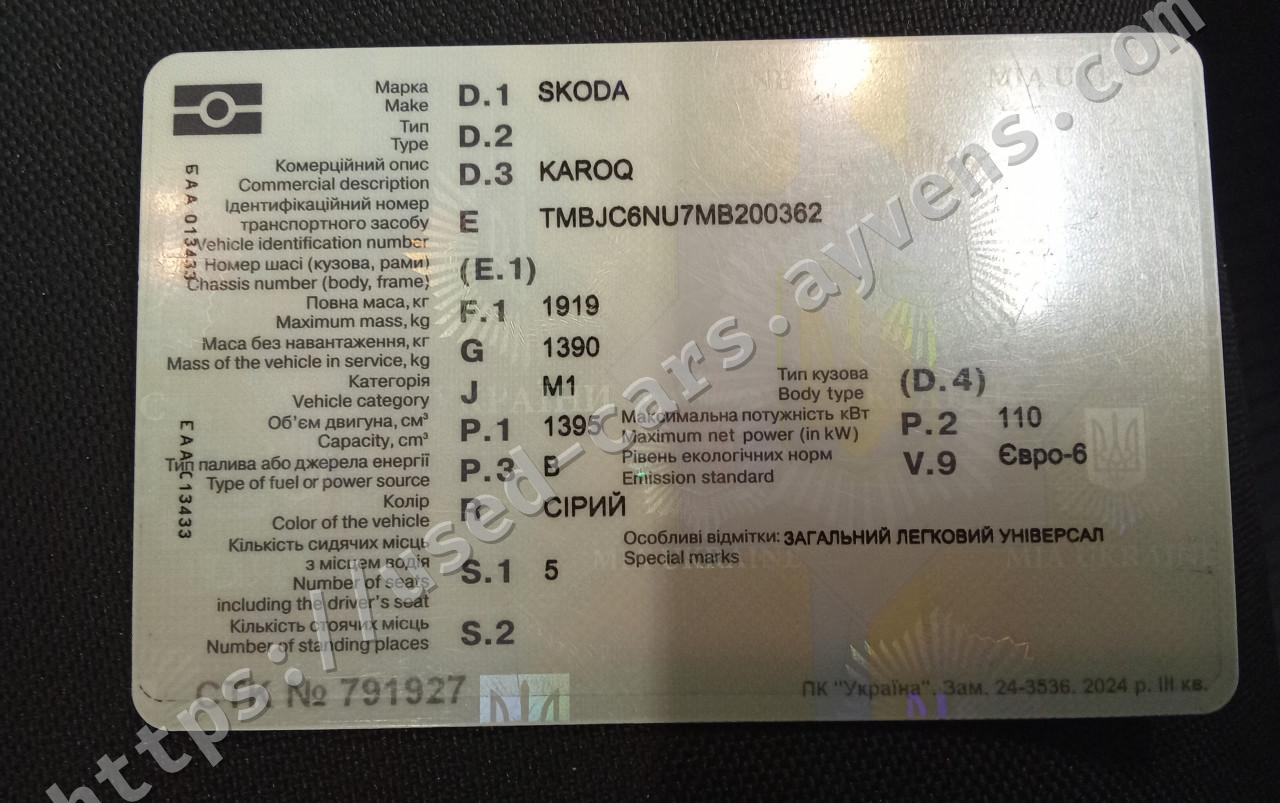 Марка
Make D.1 SKODA
Тип
Type D.2
Комерційний опис
Commercial description D.3 KAROQ
Ідентифікаційний номер
транспортного засобу
Vehicle identification number E TMBJC6NU7MB200362
Номер шасі (кузова, рами)
Chassis number (body, frame) (E.1)
Повна маса, кг
Maximum mass, kg F.1 1919
Маса без навантаження, кг
Mass of the vehicle in service, kg G 1390
Категорія
Vehicle category J M1
Об'єм двигуна, см³
Capacity, cm³ P.1 1395
Тип палива або джерела енергії
Type of fuel or power source P.3 B
Колір
Color of the vehicle R СІРИЙ
Кількість сидячих місць
з місцем водія
Number of seats
including the driver's seat S.1 5
Кількість стоячих місць
Number of standing places S.2
Тип кузова
Body type (D.4)
Максимальна потужність кВт
Maximum net power (in kW) P.2 110
Рівень екологічних норм
Emission standard V.9 Євро-6
Особливі відмітки: ЗАГАЛЬНИЙ ЛЕГКОВИЙ УНІВЕРСАЛ
Special marks
№ 791927
ПК "Україна". Зам. 24-3536. 2024 р. III кв.
БАА 013433
https://used-cars.ayvens.com